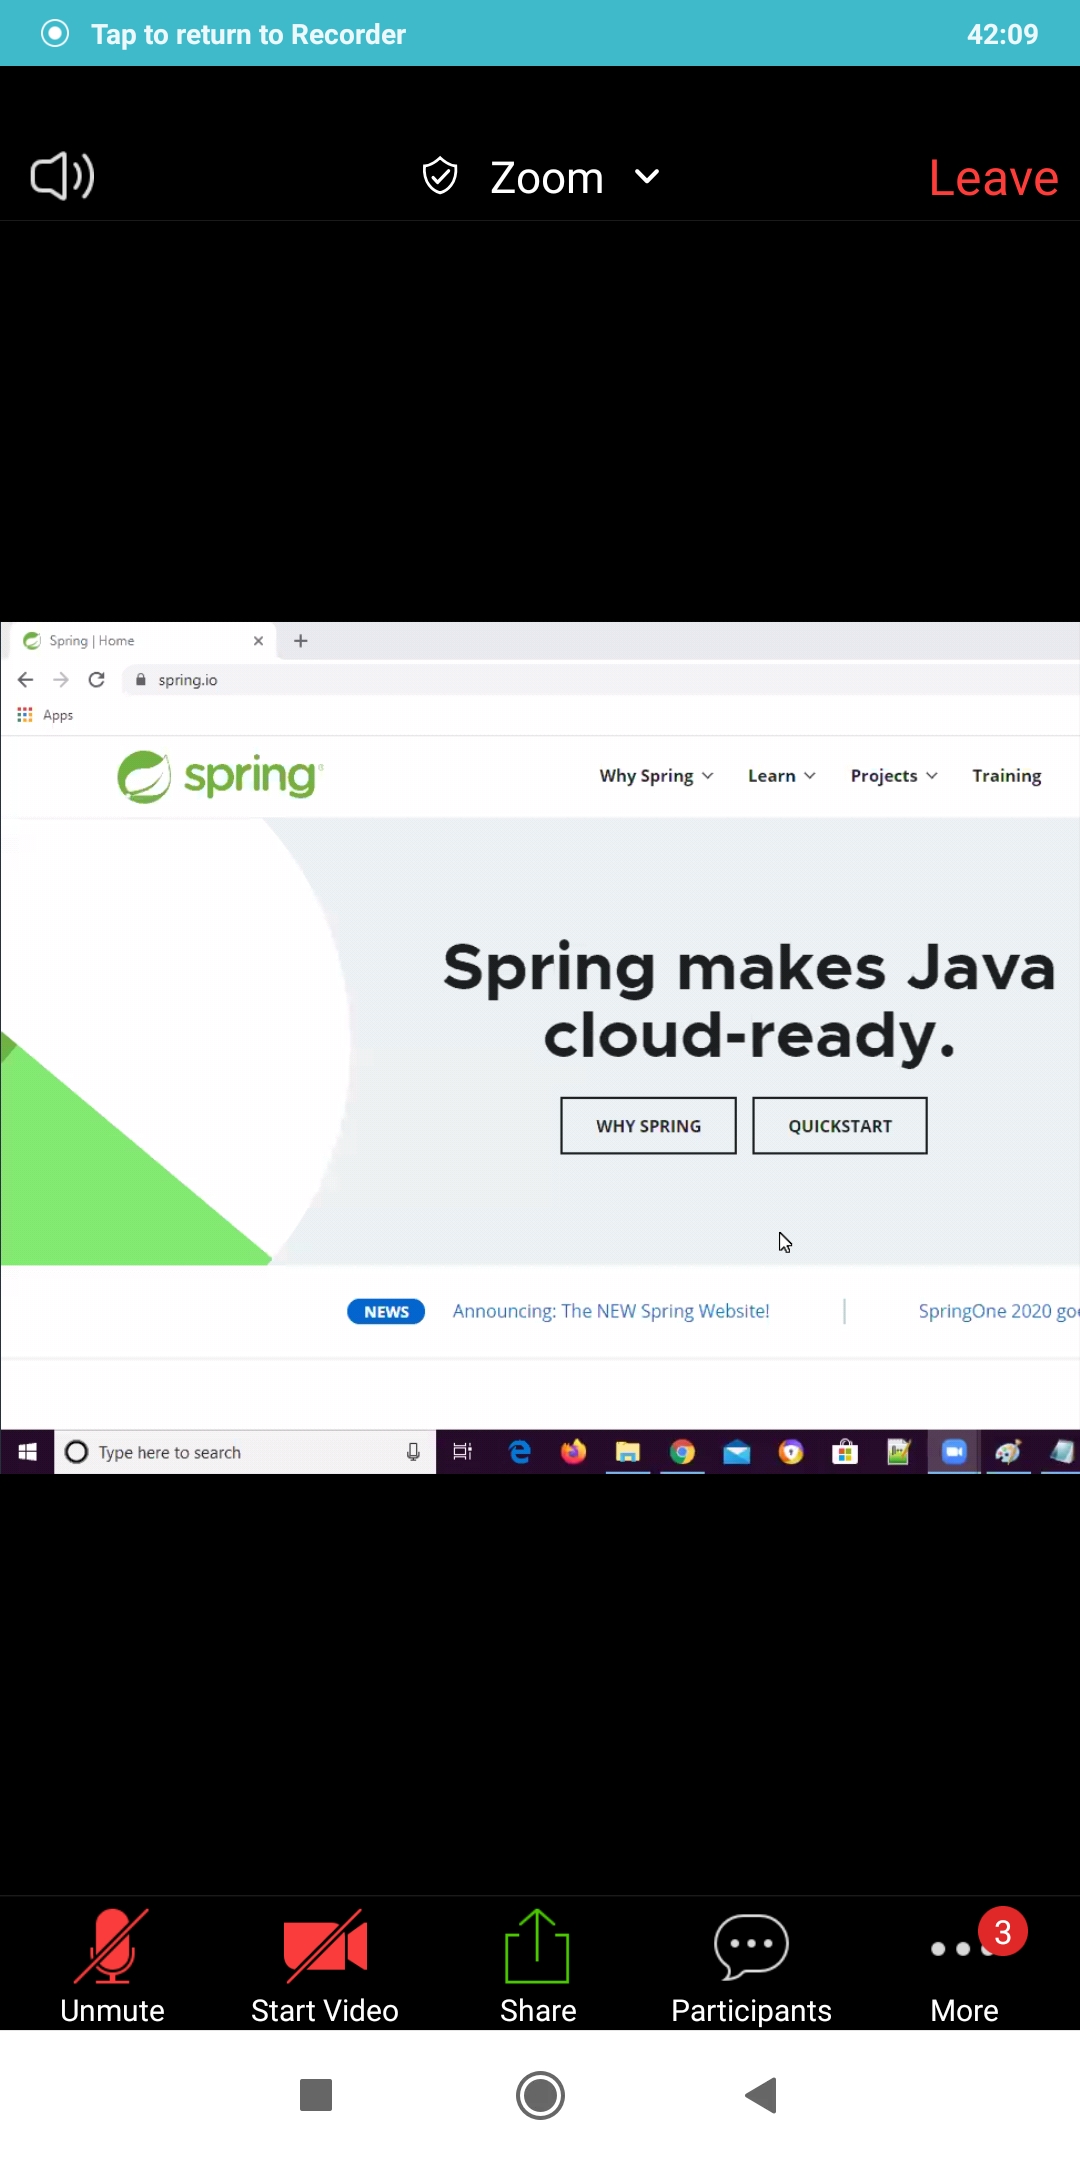 Tap to return to Recorder 42:09
Zoom Leave
Spring | Home
spring.io
Apps
spring Why Spring Learn Projects Training
Spring makes Java
cloud-ready.
WHY SPRING QUICKSTART
NEWS Announcing: The NEW Spring Website! SpringOne 2020 go
Type here to search
3
Unmute Start Video Share Participants More